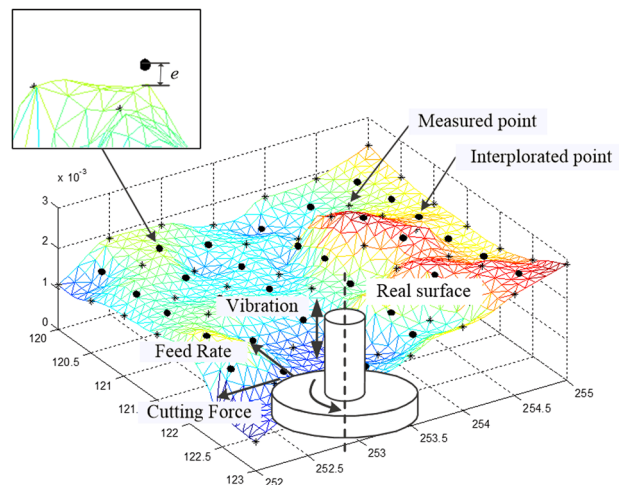 e
Measured point
Interplorated point
x 10⁻³
3
2
1
0
Vibration
Real surface
Feed Rate
Cutting Force
120
120.5
121
121.
122
122.5
123
252
252.5
253
253.5
254
254.5
255